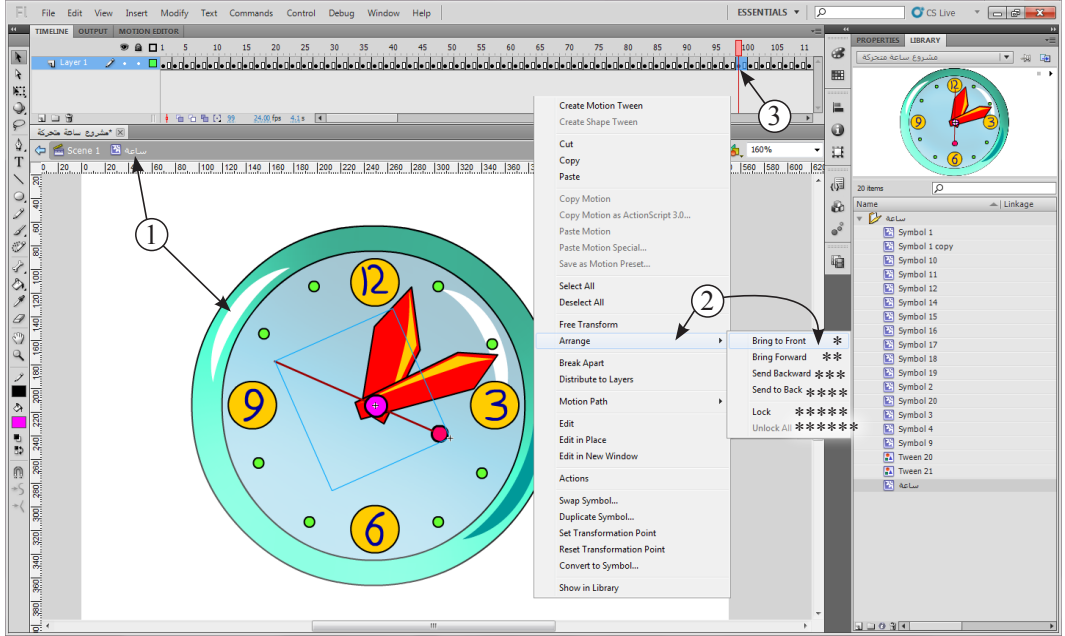 Fl File Edit View Insert Modify Text Commands Control Debug Window Help ESSENTIALS CS Live
TIMELINE OUTPUT MOTION EDITOR
1 5 10 15 20 25 30 35 40 45 50 55 60 65 70 75 80 85 90 95 100 105 11
Layer 1
99 24.00 fps 4.1 s
مشروع ساعة متحركة*
Scene 1 ساعة
160%
Create Motion Tween
Create Shape Tween
Cut
Copy
Paste
Copy Motion
Copy Motion as ActionScript 3.0...
Paste Motion
Paste Motion Special...
Save as Motion Preset...
Select All
Deselect All
Free Transform
Arrange
Break Apart
Distribute to Layers
Motion Path
Edit
Edit in Place
Edit in New Window
Actions
Swap Symbol...
Duplicate Symbol...
Set Transformation Point
Reset Transformation Point
Convert to Symbol...
Show in Library
Bring to Front *
Bring Forward **
Send Backward ***
Send to Back ****
Lock *****
Unlock All ******
1
2
3
12
3
6
9
PROPERTIES LIBRARY
مشروع ساعة متحركة
12
9 3
6
20 items
Name Linkage
ساعة
Symbol 1
Symbol 1 copy
Symbol 10
Symbol 11
Symbol 12
Symbol 14
Symbol 15
Symbol 16
Symbol 17
Symbol 18
Symbol 19
Symbol 2
Symbol 20
Symbol 3
Symbol 4
Symbol 9
Tween 20
Tween 21
ساعة